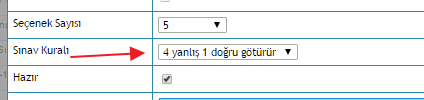 Seçenek Sayısı 5
Sınav Kuralı 4 yanlış 1 doğru götürür
Hazır